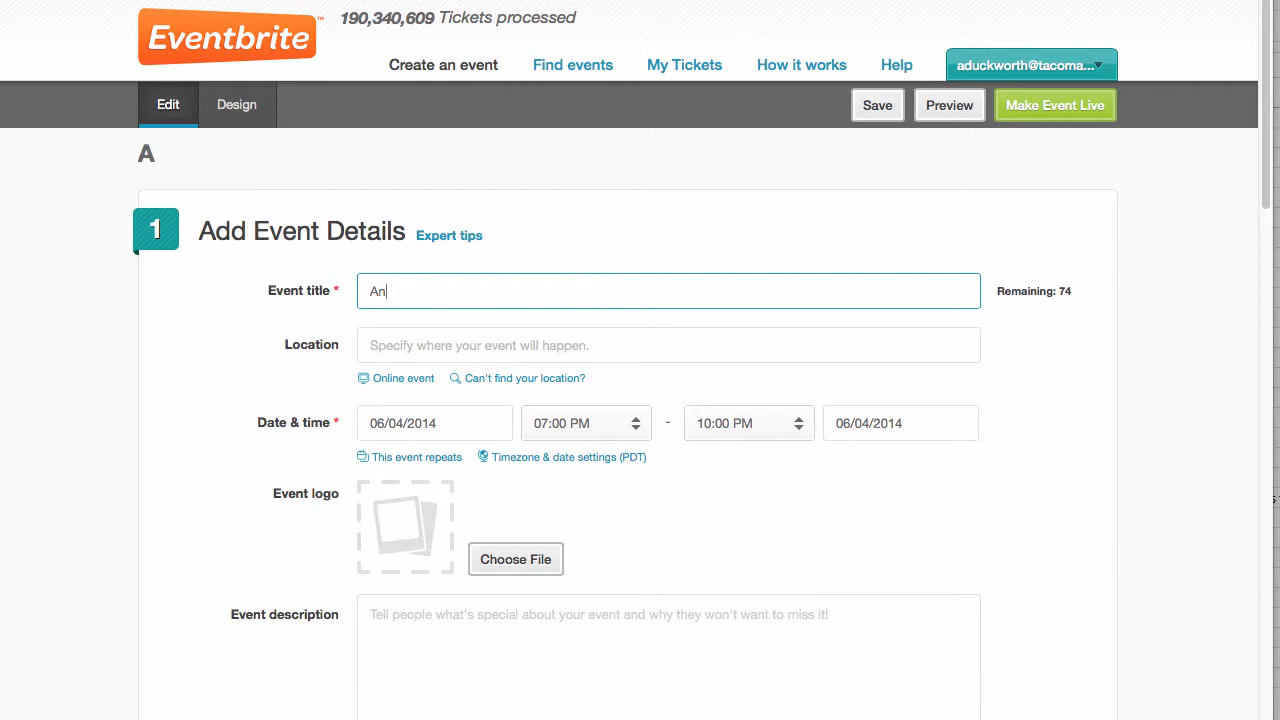 Eventbrite™ 190,340,609 Tickets processed
Create an event Find events My Tickets How it works Help aduckworth@tacoma...
Edit Design Save Preview Make Event Live
A
1 Add Event Details Expert tips
Event title * An Remaining: 74
Location Specify where your event will happen.
Online event Can't find your location?
Date & time * 06/04/2014 07:00 PM - 10:00 PM 06/04/2014
This event repeats Timezone & date settings (PDT)
Event logo
Choose File
Event description Tell people what's special about your event and why they won't want to miss it!